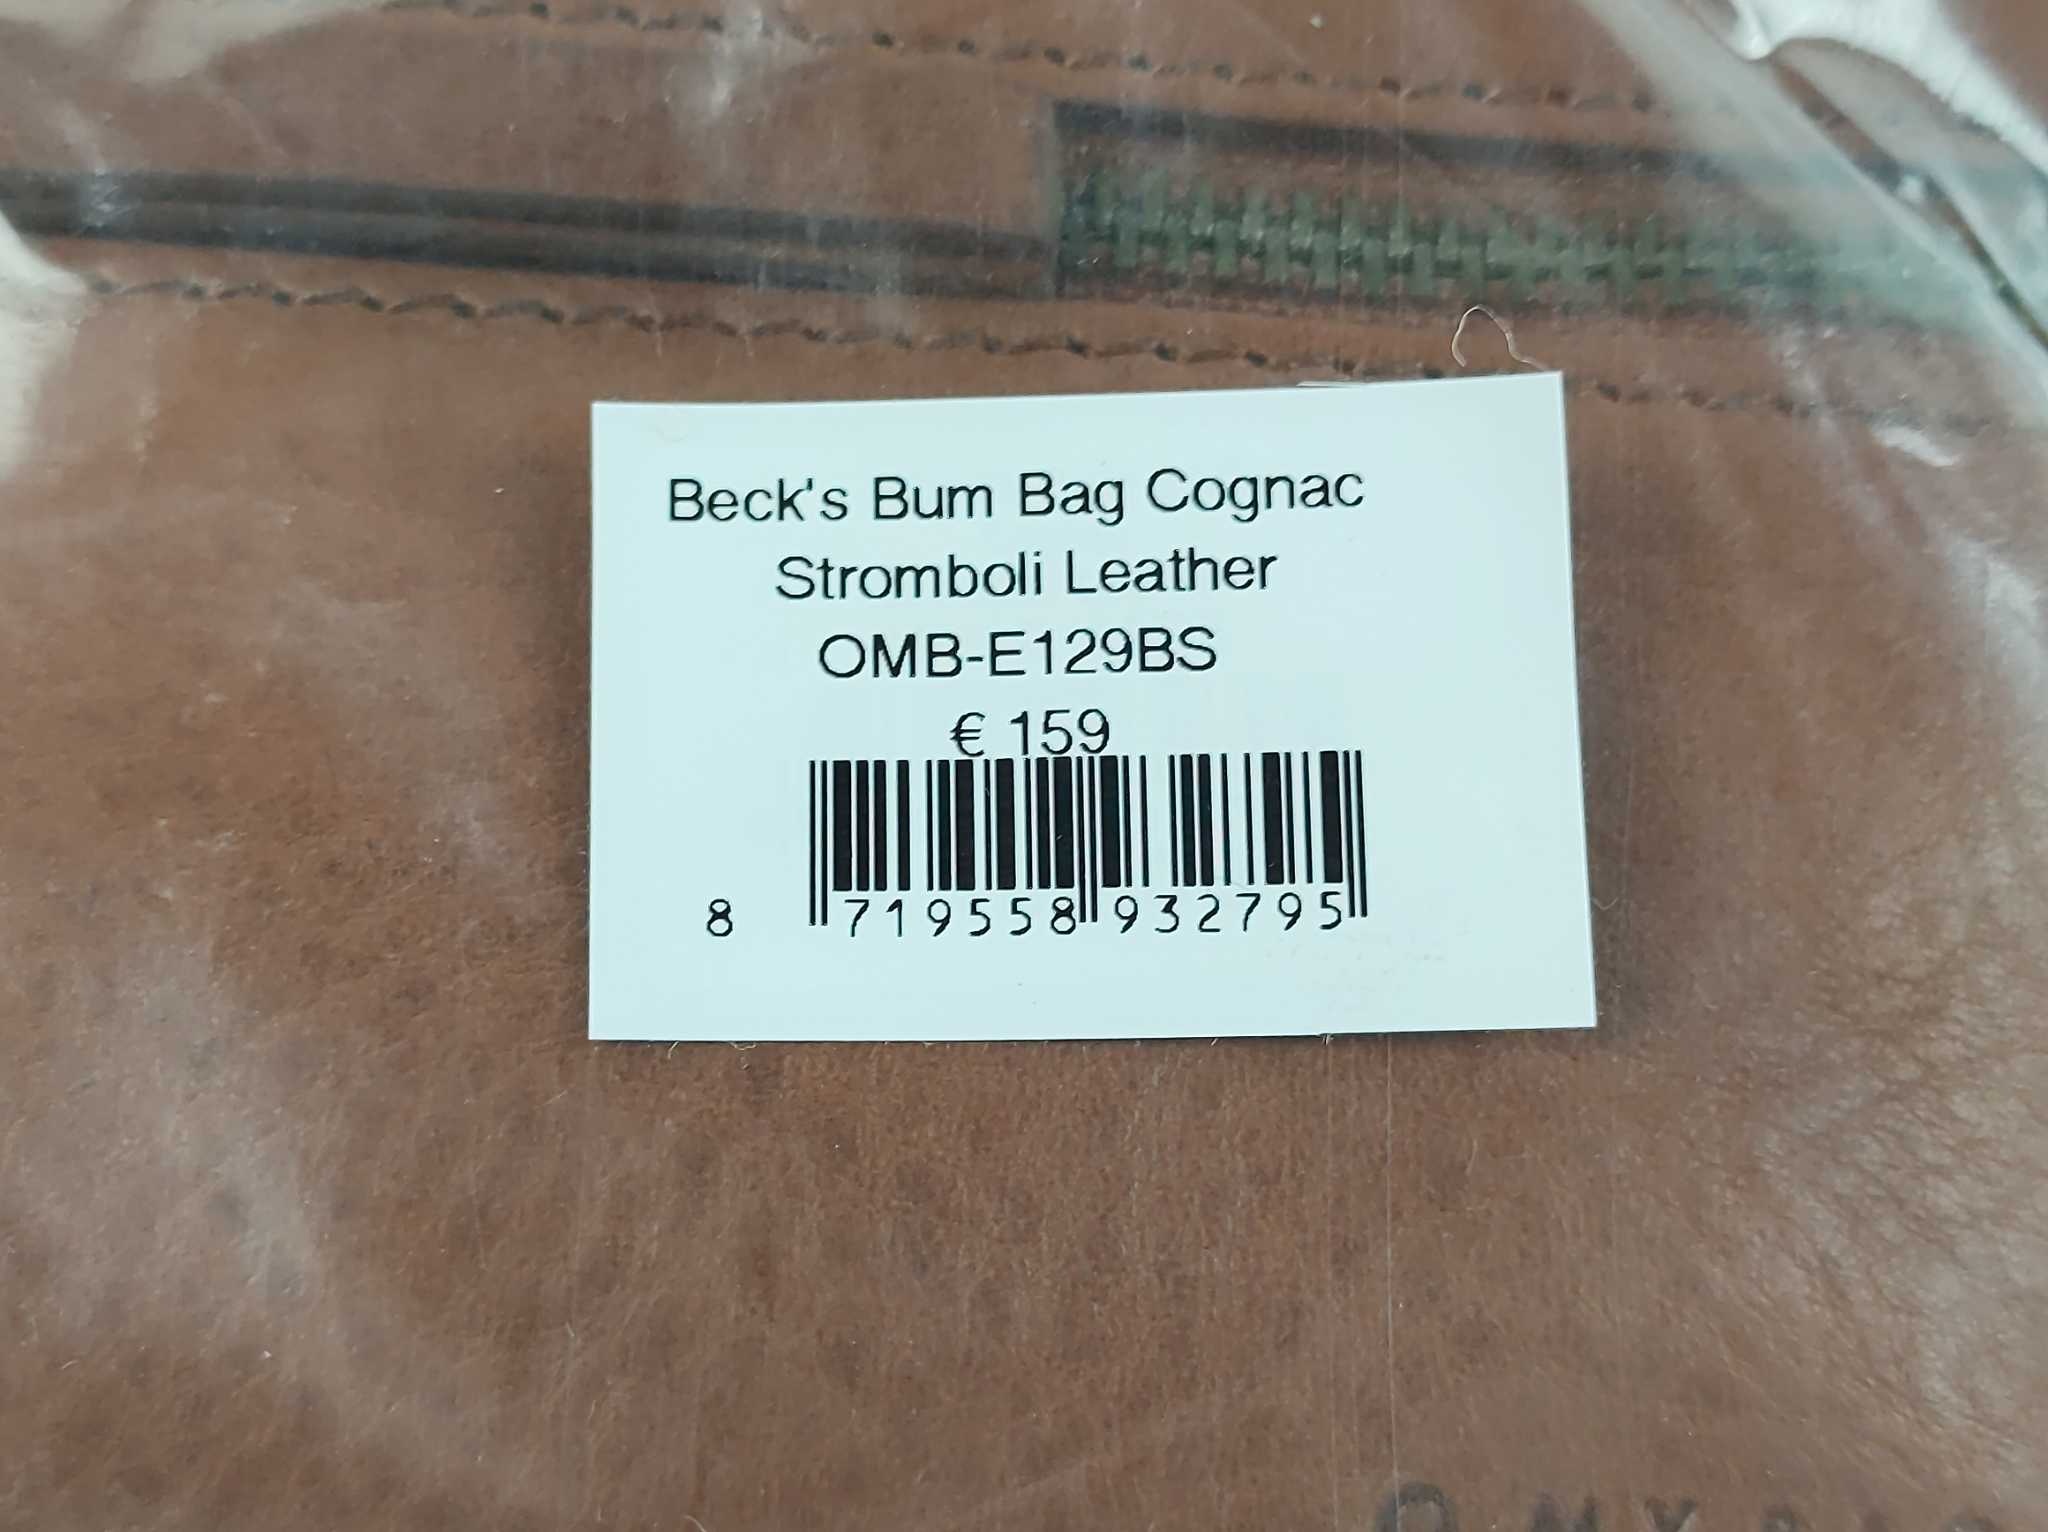 Beck's Bum Bag Cognac
Stromboli Leather
OMB-E129BS
€ 159
8 719558 932795